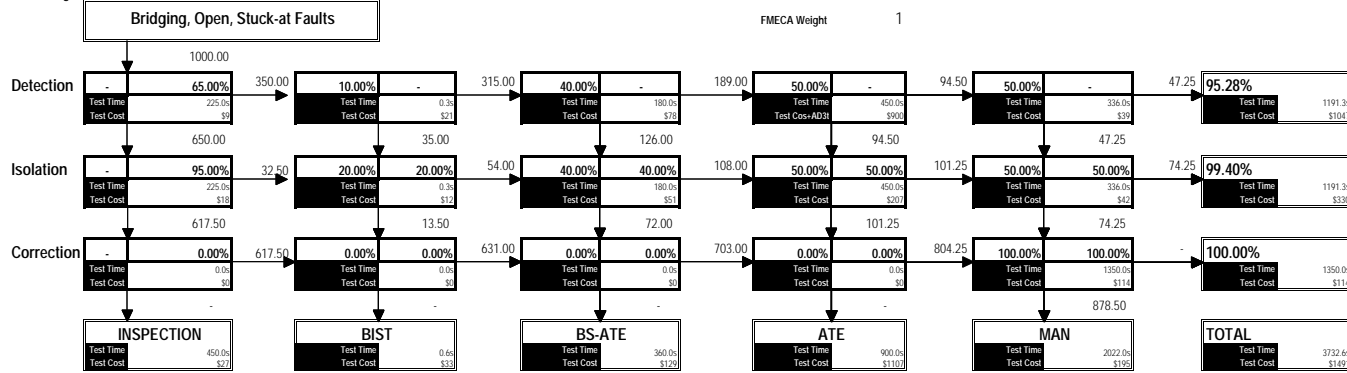 Bridging, Open, Stuck-at Faults
FMECA Weight 1
1000.00
Detection - 65.00% 350.00 10.00% - 315.00 40.00% - 189.00 50.00% - 94.50 50.00% - 47.25 95.28%
Test Time 225.0s Test Time 0.3s Test Time 180.0s Test Time 450.0s Test Time 336.0s Test Time 1191.3s
Test Cost $9 Test Cost $21 Test Cost $78 Test Cos+AD3t $900 Test Cost $39 Test Cost $1047
650.00 35.00 126.00 94.50 47.25
Isolation - 95.00% 32.50 20.00% 20.00% 54.00 40.00% 40.00% 108.00 50.00% 50.00% 101.25 50.00% 50.00% 74.25 99.40%
Test Time 225.0s Test Time 0.3s Test Time 180.0s Test Time 450.0s Test Time 336.0s Test Time 1191.3s
Test Cost $18 Test Cost $12 Test Cost $51 Test Cost $207 Test Cost $42 Test Cost $330
617.50 13.50 72.00 101.25 74.25
Correction - 0.00% 617.50 0.00% 0.00% 631.00 0.00% 0.00% 703.00 0.00% 0.00% 804.25 100.00% 100.00% - 100.00%
Test Time 0.0s Test Time 0.0s Test Time 0.0s Test Time 0.0s Test Time 1350.0s Test Time 1350.0s
Test Cost $0 Test Cost $0 Test Cost $0 Test Cost $0 Test Cost $114 Test Cost
- - - - 878.50
INSPECTION BIST BS-ATE ATE MAN TOTAL
Test Time 450.0s Test Time 0.6s Test Time 360.0s Test Time 900.0s Test Time 2022.0s Test Time 3732.6s
Test Cost $27 Test Cost $33 Test Cost $129 Test Cost $1107 Test Cost $195 Test Cost $1491